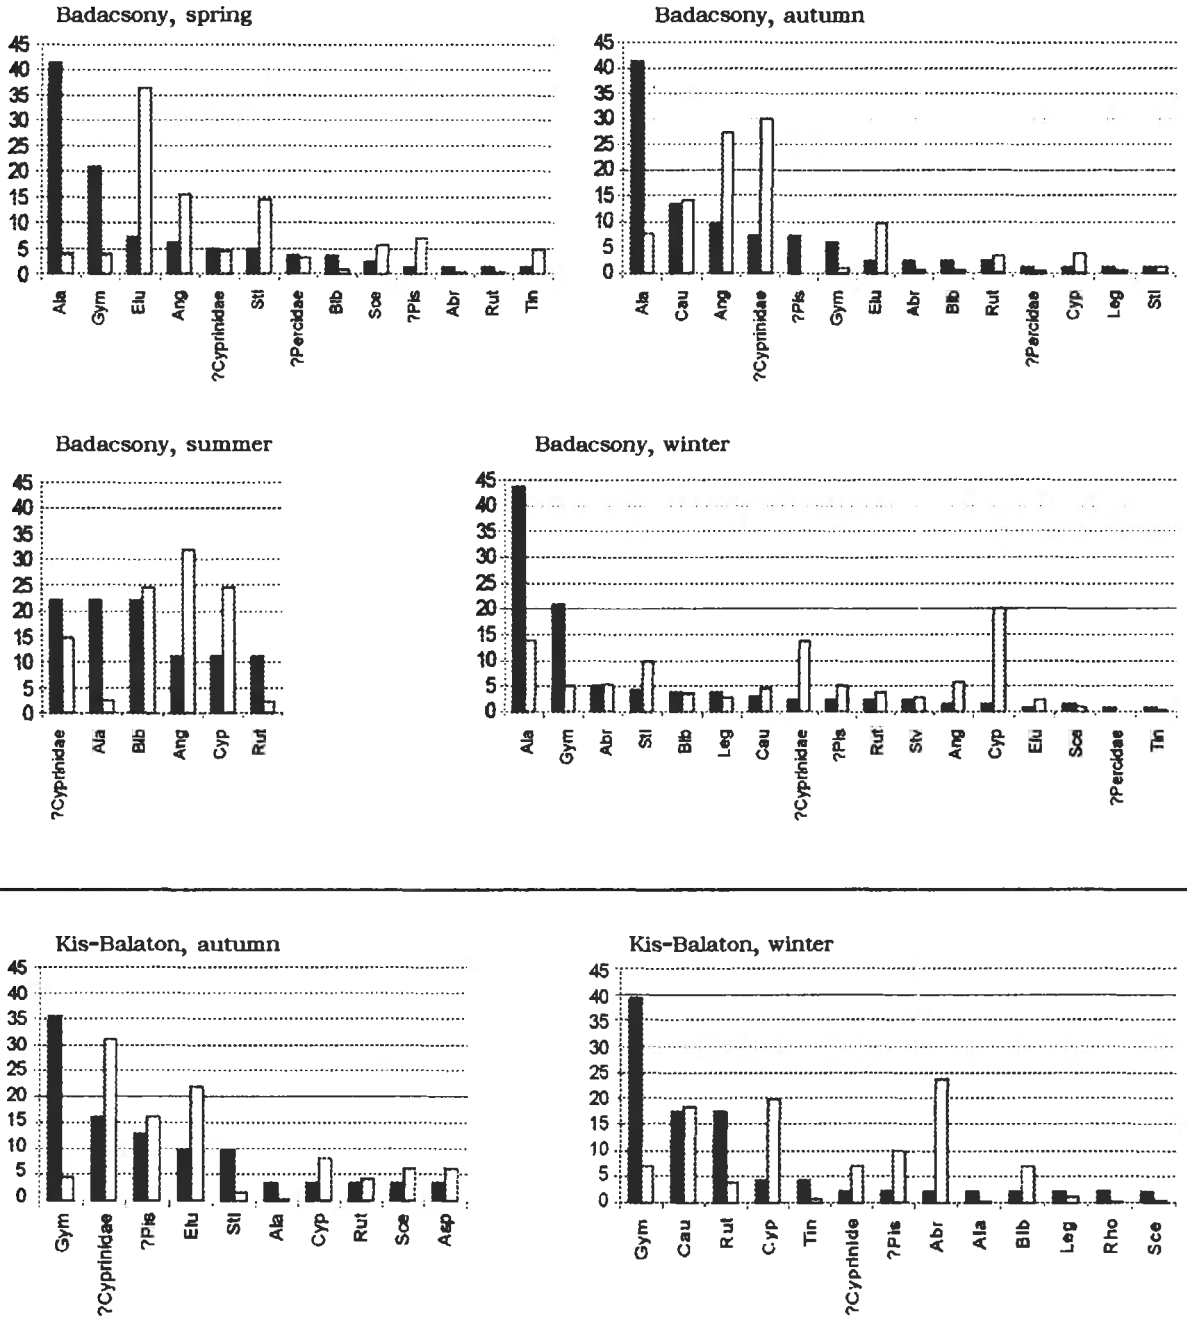 Badacsony, spring
45
40
35
30
25
20
15
10
5
0
Ala
Gym
Elu
Ang
?Cyprinidae
Stl
?Percidae
Blb
Sce
?Pis
Abr
Rut
Tin
Badacsony, autumn
45
40
35
30
25
20
15
10
5
0
Ala
Cau
Ang
?Cyprinidae
?Pis
Gym
Elu
Abr
Blb
Rut
?Percidae
Cyp
Leg
Stl
Badacsony, summer
45
40
35
30
25
20
15
10
5
0
?Cyprinidae
Ala
Blb
Ang
Cyp
Rut
Badacsony, winter
45
40
35
30
25
20
15
10
5
0
Ala
Gym
Abr
Stl
Blb
Leg
Cau
?Cyprinidae
?Pis
Rut
Stv
Ang
Cyp
Elu
Sce
?Percidae
Tin
Kis-Balaton, autumn
45
40
35
30
25
20
15
10
5
0
Gym
?Cyprinidae
?Pis
Elu
Stl
Ala
Cyp
Rut
Sce
Asp
Kis-Balaton, winter
45
40
35
30
25
20
15
10
5
0
Gym
Cau
Rut
Cyp
Tin
?Cyprinide
?Pis
Abr
Ala
Blb
Leg
Rho
Sce